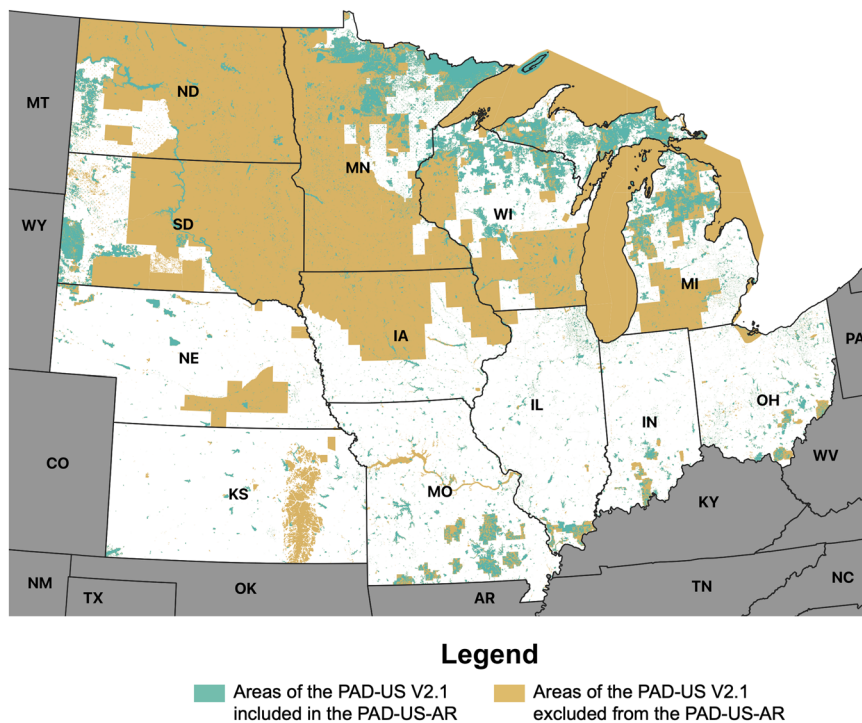 MT
ND
MN
WY
SD
WI
MI
NE
IA
PA
IL
IN
OH
CO
KS
MO
WV
KY
NM
TX
OK
AR
TN
NC
Legend
Areas of the PAD-US V2.1
included in the PAD-US-AR
Areas of the PAD-US V2.1
excluded from the PAD-US-AR